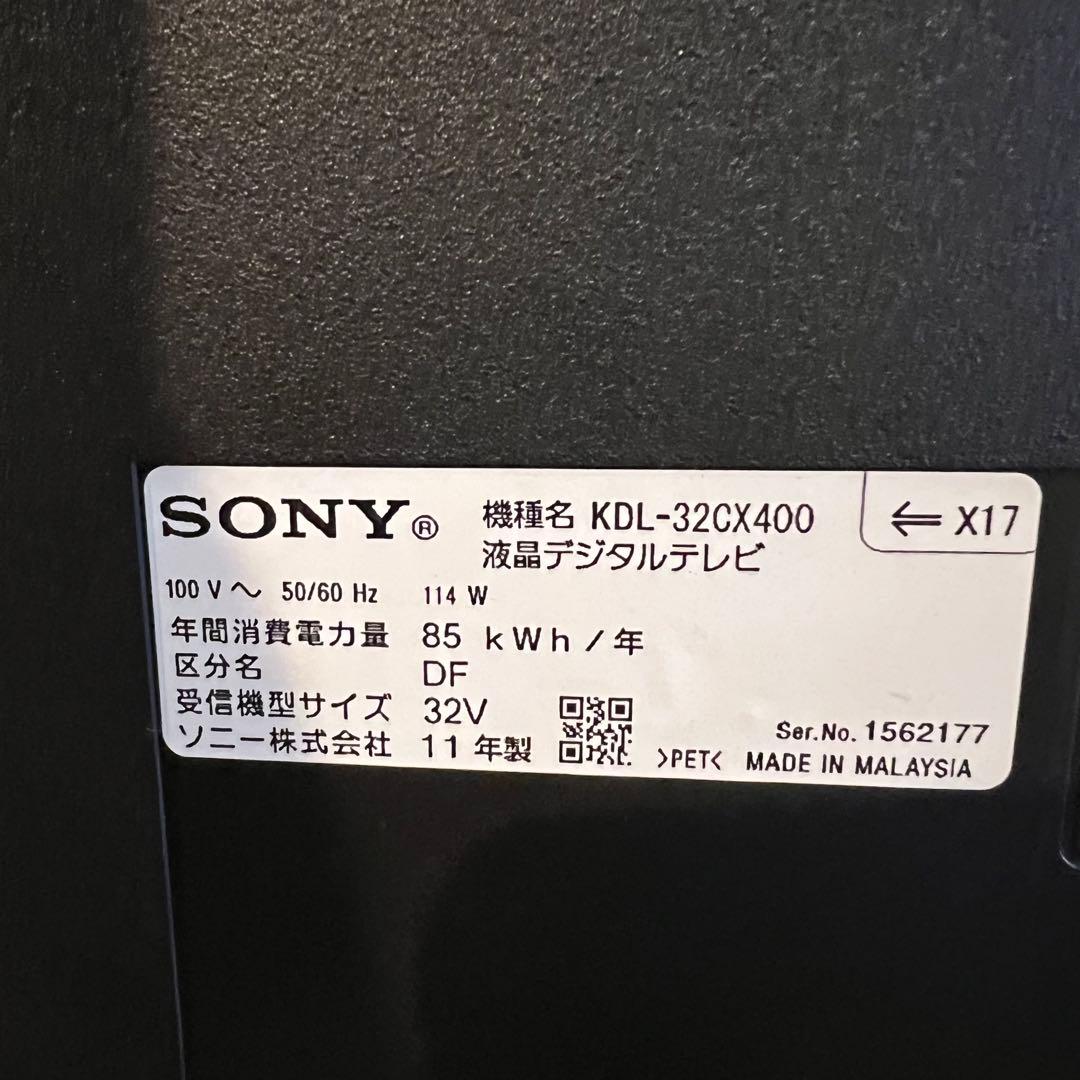 SONY® 機種名 KDL-32CX400 ⇐ X17
液晶デジタルテレビ
100 V ～ 50/60 Hz 114 W
年間消費電力量 85 kWh/年
区分名 DF
受信機型サイズ 32V
ソニー株式会社 11年製
Ser.No. 1562177
>PET< MADE IN MALAYSIA